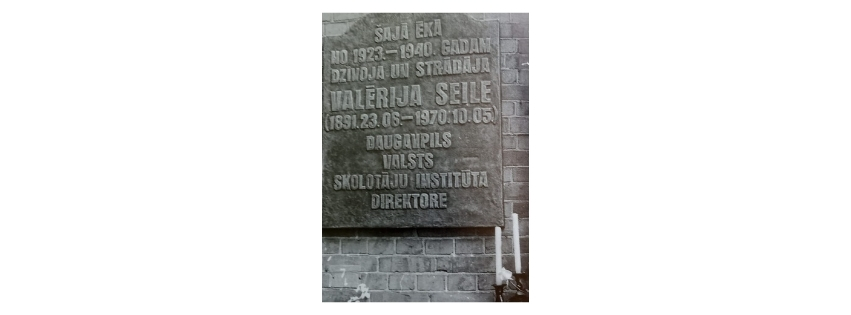 ŠAJĀ ĒKĀ
NO 1923.–1940. GADAM
DZĪVOJA UN STRĀDĀJA
VALĒRIJA SEILE
(1891.23.08.–1970.10.05.)
DAUGAVPILS
VALSTS
SKOLOTĀJU INSTITŪTA
DIREKTORE